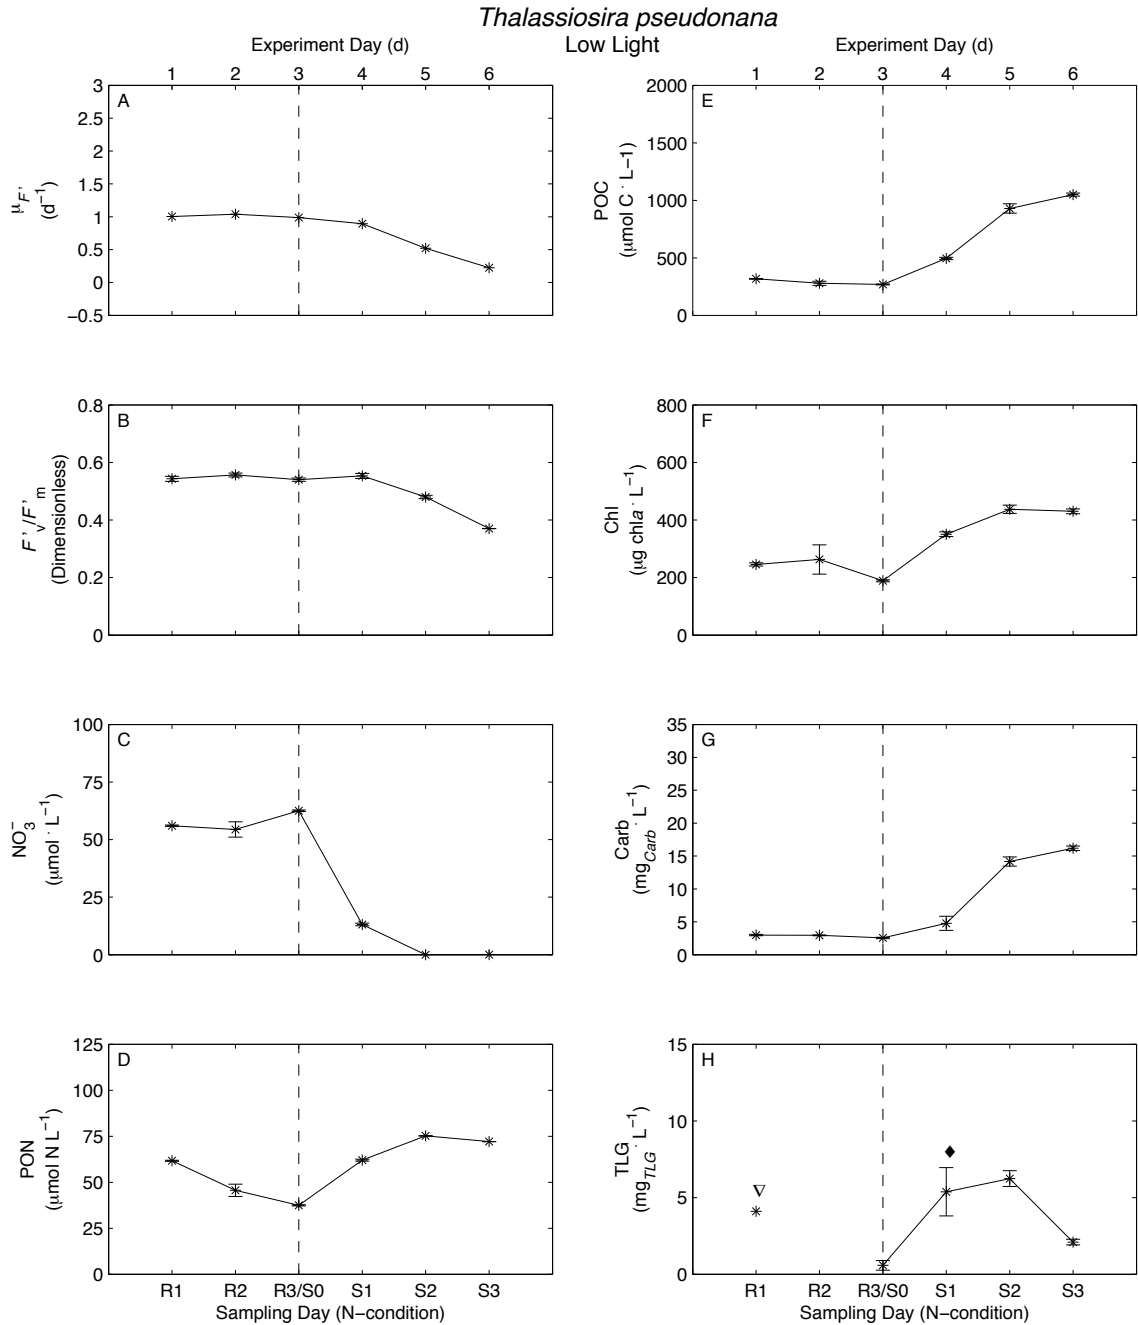 Thalassiosira pseudonana
Low Light
Experiment Day (d)
1 2 3 4 5 6
A
3
2.5
2
1.5
1
0.5
0
−0.5
μF'
(d−1)
B
0.8
0.6
0.4
0.2
0
F'v/F'm
(Dimensionless)
C
100
75
50
25
0
NO3−
(μmol · L−1)
D
125
100
75
50
25
0
PON
(μmol N L−1)
R1 R2 R3/S0 S1 S2 S3
Sampling Day (N−condition)
Experiment Day (d)
1 2 3 4 5 6
E
2000
1500
1000
500
0
POC
(μmol C · L−1)
F
800
600
400
200
0
Chl
(μg chla · L−1)
G
35
30
25
20
15
10
5
0
Carb
(mgCarb · L−1)
H
15
10
5
0
TLG
(mgTLG · L−1)
R1 R2 R3/S0 S1 S2 S3
Sampling Day (N−condition)